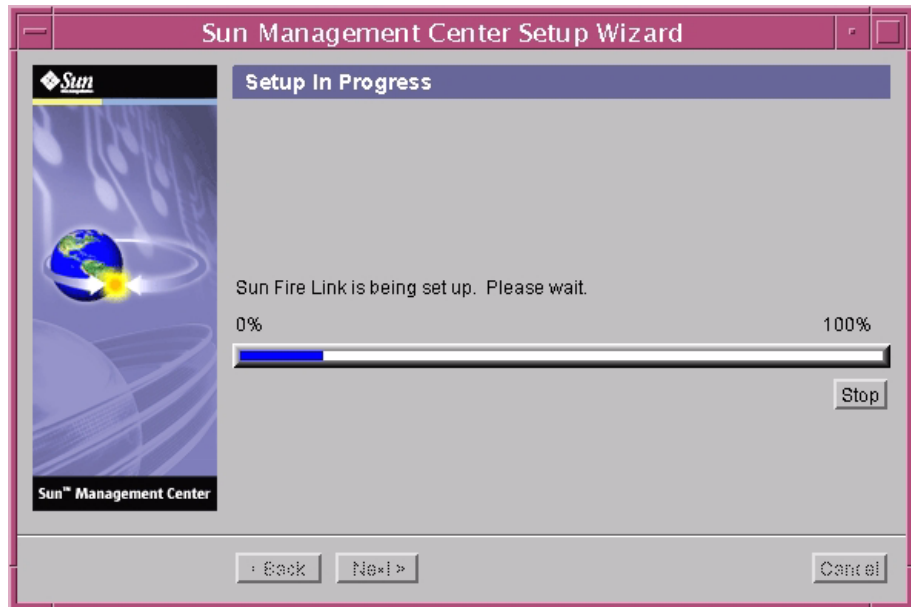 Sun Management Center Setup Wizard
Sun
Setup In Progress
Sun Fire Link is being set up. Please wait.
0% 100%
Stop
Sun™ Management Center
< Back Next > Cancel